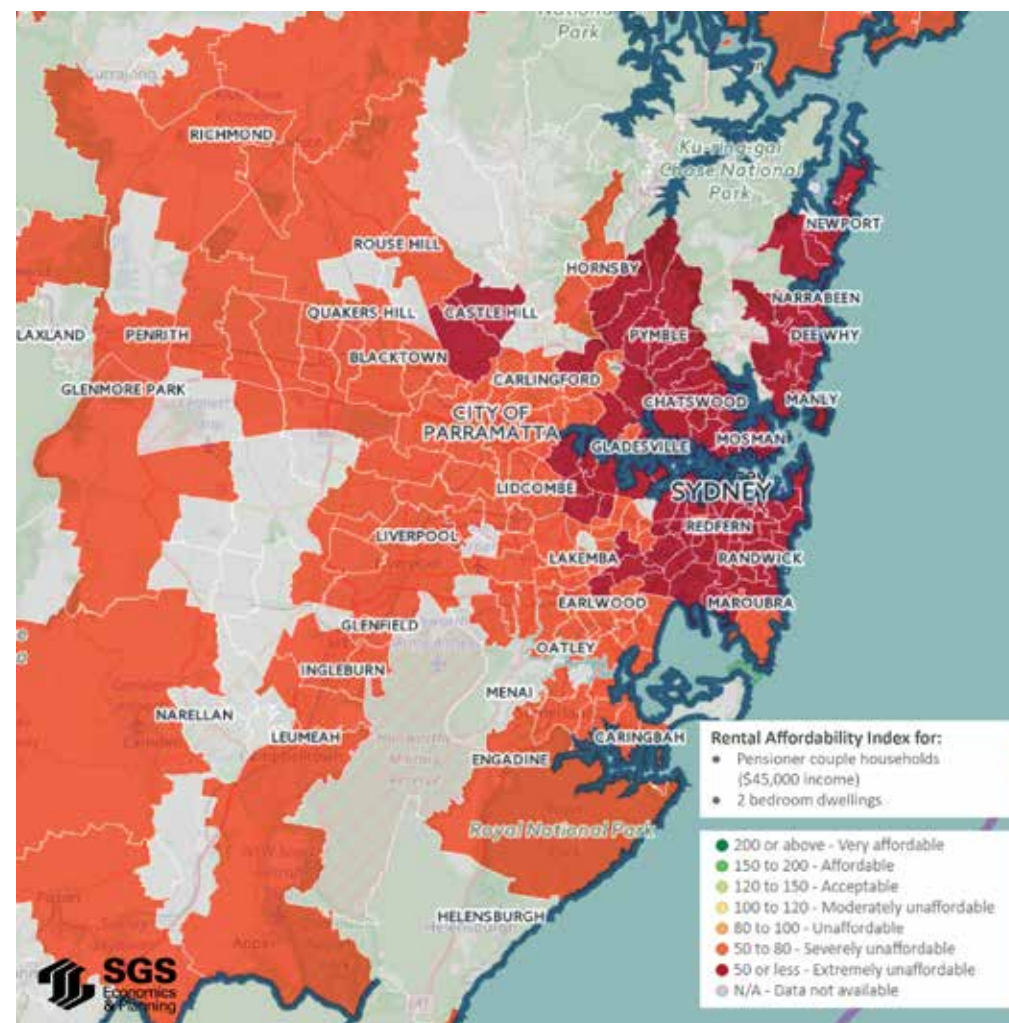 National
Park
Kurrajong
RICHMOND
Ku-ring-gai
Chase National
Park
NEWPORT
ROUSE HILL
HORNSBY
NARRABEEN
QUAKERS HILL
CASTLE HILL
LAXLAND
PENRITH
PYMBLE
DEE WHY
BLACKTOWN
CARLINGFORD
GLENMORE PARK
CHATSWOOD
MANLY
CITY OF
PARRAMATTA
GLADESVILLE
MOSMAN
LIDCOMBE
SYDNEY
REDFERN
LIVERPOOL
LAKEMBA
RANDWICK
EARLWOOD
MAROUBRA
GLENFIELD
OATLEY
INGLEBURN
MENAI
NARELLAN
LEUMEAH
CARINGBAH
ENGADINE
Royal National Park
HELENSBURGH
Helensburgh
Appin
Rental Affordability Index for:
• Pensioner couple households
($45,000 income)
• 2 bedroom dwellings
200 or above - Very affordable
150 to 200 - Affordable
120 to 150 - Acceptable
100 to 120 - Moderately unaffordable
80 to 100 - Unaffordable
50 to 80 - Severely unaffordable
50 or less - Extremely unaffordable
N/A - Data not available
SGS
Economics
& Planning